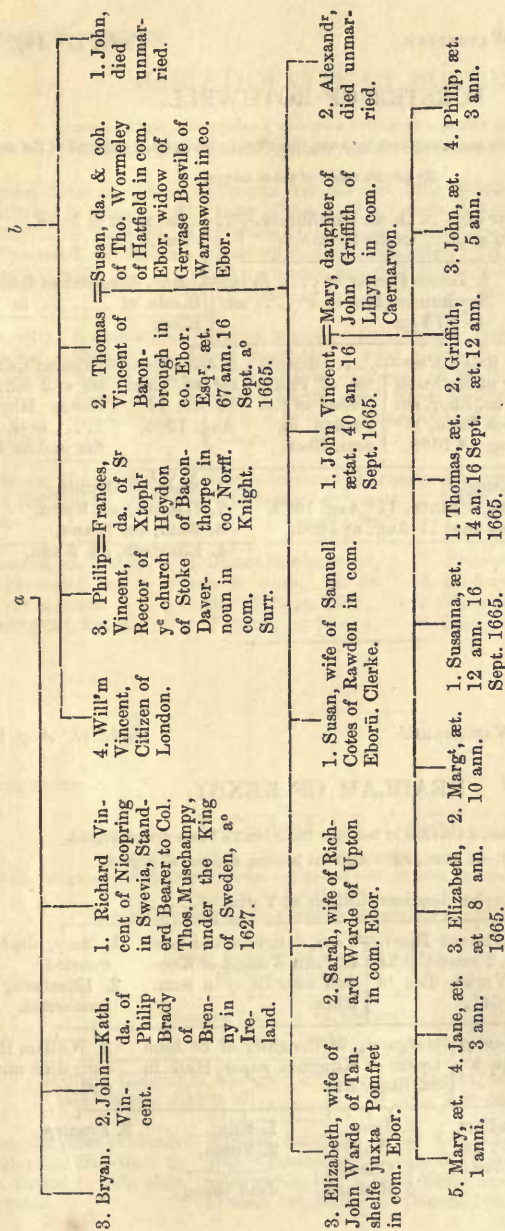 a
b
3. Bryan.
2. John=Kath.
Vin- da. of
cent. Philip
Brady
of
Bren-
ny in
Ire-
land.
1. Richard Vin-
cent of Nicopring
in Swevia, Stand-
erd Bearer to Col.
Thos. Muschampy,
under the King
of Sweden, aº
1627.
4. Will'm
Vincent,
Citizen of
London.
3. Philip=Frances,
Vincent, da. of Sʳ
Rector of Xtophʳ
yᵉ church Heydon
of Stoke of Bacon-
Daver- thorpe in
noun in co. Norff.
com. Knight.
Surr.
2. Thomas=Susan, da. & coh.
Vincent of of Tho. Wormeley
Baron- of Hatfield in com.
brough in Ebor. widow of
co. Ebor. Gervase Bosvile of
Esqʳ. æt. Warmsworth in co.
67 ann. 16 Ebor.
Sept. aº
1665.
1. John,
died
unmar-
ried.
3. Elizabeth, wife of
John Warde of Tan-
shelfe juxta Pomfret
in com. Ebor.
2. Sarah, wife of Rich-
ard Warde of Upton
in com. Ebor.
1. Susan, wife of Samuell
Cotes of Rawdon in com.
Eborū. Clerke.
1. John Vincent,=Mary, daughter of
ætat. 40 an. 16 John Griffith of
Sept. 1665. Llhyn in com.
Caernarvon.
2. Alexandʳ,
died unmar-
ried.
5. Mary, æt.
1 anni.
4. Jane, æt.
3 ann.
3. Elizabeth,
æt 8 ann.
1665.
2. Margᵗ, æt.
10 ann.
1. Susanna, æt.
12 ann. 16
Sept. 1665.
1. Thomas, æt.
14 an. 16 Sept.
1665.
2. Griffith,
æt. 12 ann.
3. John, æt.
5 ann.
4. Philip, æt.
3 ann.